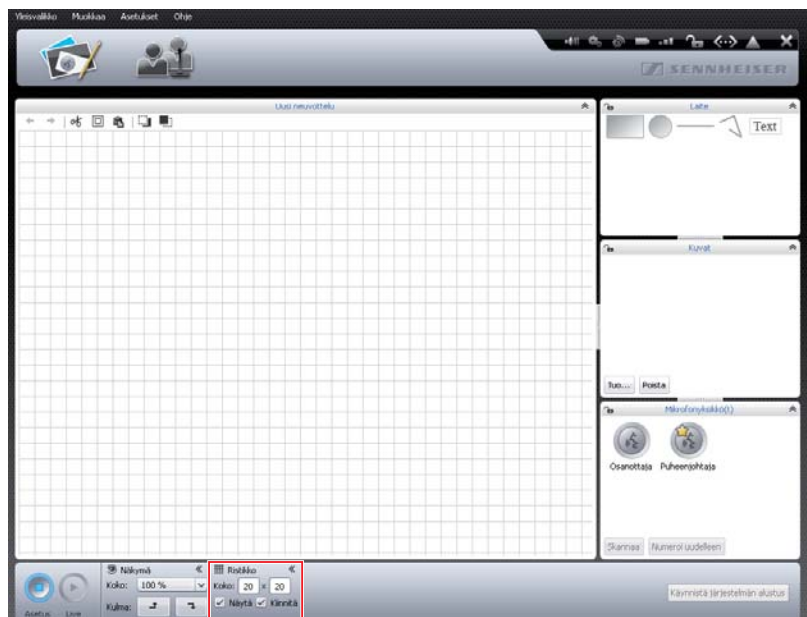 Yleisvalikko Muokkaa Asetukset Ohje
SENNHEISER
Uusi neuvottelu
Laite
Text
Kuvat
Tuo... Poista
Mikrofoniyksikkö(t)
Osanottaja Puheenjohtaja
Skannaa Numeroi uudelleen
Näkymä
Koko: 100 %
Kulma:
Ristikko
Koko: 20 x 20
Näytä Kiinnitä
Asetus Live
Käynnistä järjestelmän alustus